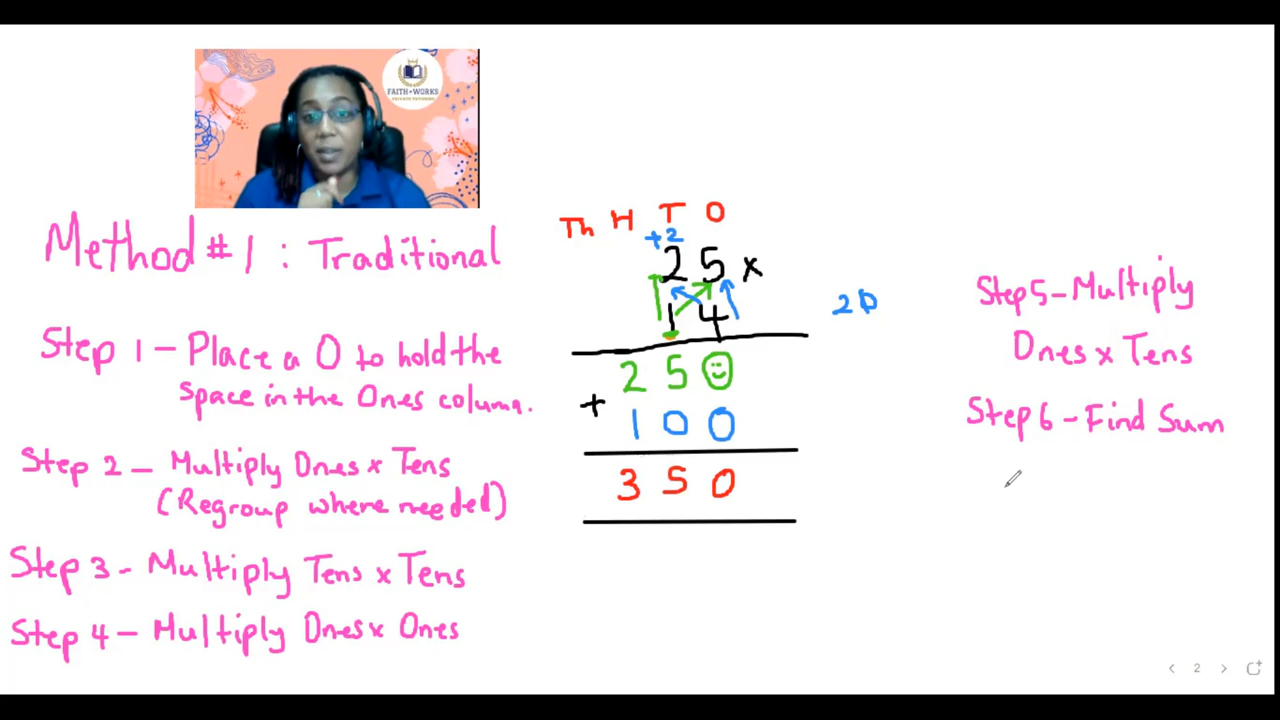 FAITH•WORKS
PRIVATE TUTORING
Method #1 : Traditional
Step 1 – Place a 0 to hold the
space in the Ones column.
Step 2 – Multiply Ones x Tens
(Regroup where needed)
Step 3 - Multiply Tens x Tens
Step 4 – Multiply Ones x Ones
Th H T O
+2
25 x
14
250
+ 100
350
20
Step 5 – Multiply
Ones x Tens
Step 6 – Find Sum
2